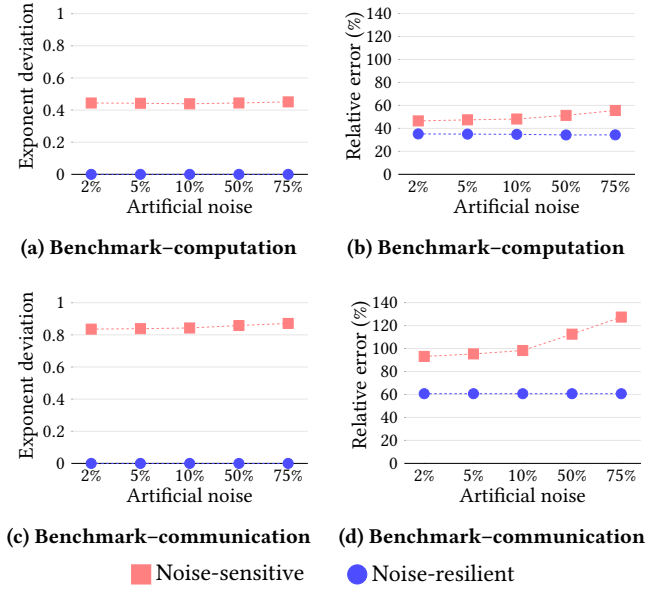 Exponent deviation
1
0.8
0.6
0.4
0.2
0
2% 5% 10% 50% 75%
Artificial noise
(a) Benchmark–computation
Relative error (%)
140
120
100
80
60
40
20
0
2% 5% 10% 50% 75%
Artificial noise
(b) Benchmark–computation
Exponent deviation
1
0.8
0.6
0.4
0.2
0
2% 5% 10% 50% 75%
Artificial noise
(c) Benchmark–communication
Relative error (%)
140
120
100
80
60
40
20
0
2% 5% 10% 50% 75%
Artificial noise
(d) Benchmark–communication
Noise-sensitive Noise-resilient